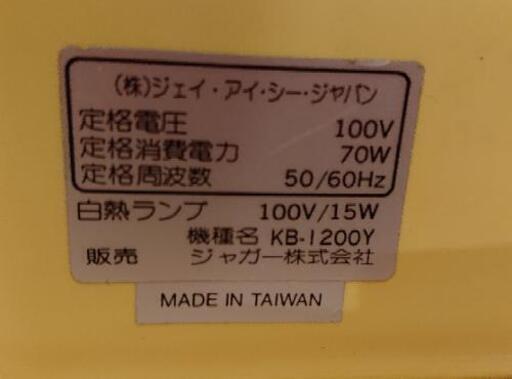 (株)ジェイ・アイ・シー・ジャパン
定格電圧 100V
定格消費電力 70W
定格周波数 50/60Hz
白熱ランプ 100V/15W
機種名 KB-1200Y
販売 ジャガー株式会社
MADE IN TAIWAN